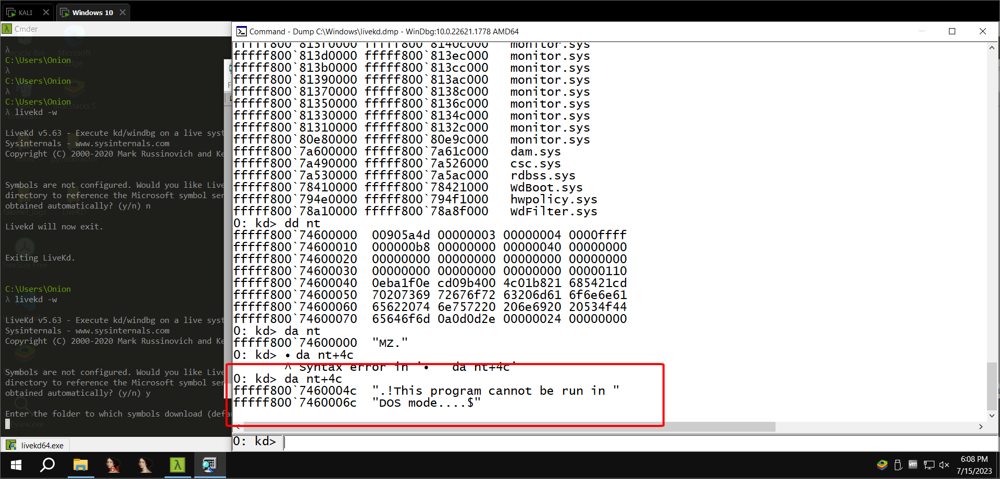 KALI
Windows 10
Cmder
λ
C:\Users\Onion
λ
C:\Users\Onion
λ
C:\Users\Onion
λ livekd -w
LiveKd v5.63 - Execute kd/windbg on a live syst
Sysinternals - www.sysinternals.com
Copyright (C) 2000-2020 Mark Russinovich and Ke
Symbols are not configured. Would you like Live
directory to reference the Microsoft symbol ser
obtained automatically? (y/n) n
Livekd will now exit.
Exiting LiveKd.
C:\Users\Onion
λ livekd -w
LiveKd v5.63 - Execute kd/windbg on a live syst
Sysinternals - www.sysinternals.com
Copyright (C) 2000-2020 Mark Russinovich and Ke
Symbols are not configured. Would you like Live
directory to reference the Microsoft symbol ser
obtained automatically? (y/n) y
Enter the folder to which symbols download (defa
livekd64.exe
Recycle Bin
Microsoft
Edge
BlueStacks 5
TreeSize Free
Command - Dump C:\Windows\livekd.dmp - WinDbg:10.0.22621.1778 AMD64
fffff800`813f0000 fffff800`8140c000   monitor.sys
fffff800`813d0000 fffff800`813ec000   monitor.sys
fffff800`813b0000 fffff800`813cc000   monitor.sys
fffff800`81390000 fffff800`813ac000   monitor.sys
fffff800`81370000 fffff800`8138c000   monitor.sys
fffff800`81350000 fffff800`8136c000   monitor.sys
fffff800`81330000 fffff800`8134c000   monitor.sys
fffff800`81310000 fffff800`8132c000   monitor.sys
fffff800`80e80000 fffff800`80e9c000   monitor.sys
fffff800`7a600000 fffff800`7a61c000   dam.sys
fffff800`7a490000 fffff800`7a526000   csc.sys
fffff800`7a530000 fffff800`7a5ac000   rdbss.sys
fffff800`78410000 fffff800`78421000   WdBoot.sys
fffff800`794e0000 fffff800`794f1000   hwpolicy.sys
fffff800`78a10000 fffff800`78a8f000   WdFilter.sys
0: kd> dd nt
fffff800`74600000  00905a4d 00000003 00000004 0000ffff
fffff800`74600010  000000b8 00000000 00000040 00000000
fffff800`74600020  00000000 00000000 00000000 00000000
fffff800`74600030  00000000 00000000 00000000 00000110
fffff800`74600040  0eba1f0e cd09b400 4c01b821 685421cd
fffff800`74600050  70207369 72676f72 63206d61 6f6e6e61
fffff800`74600060  65622074 6e757220 206e6920 20534f44
fffff800`74600070  65646f6d 0a0d0d2e 00000024 00000000
0: kd> da nt
fffff800`74600000  "MZ."
0: kd> • da nt+4c
^ Syntax error in '•   da nt+4c'
0: kd> da nt+4c
fffff800`7460004c  ".!This program cannot be run in "
fffff800`7460006c  "DOS mode....$"
0: kd>
6:08 PM
7/15/2023